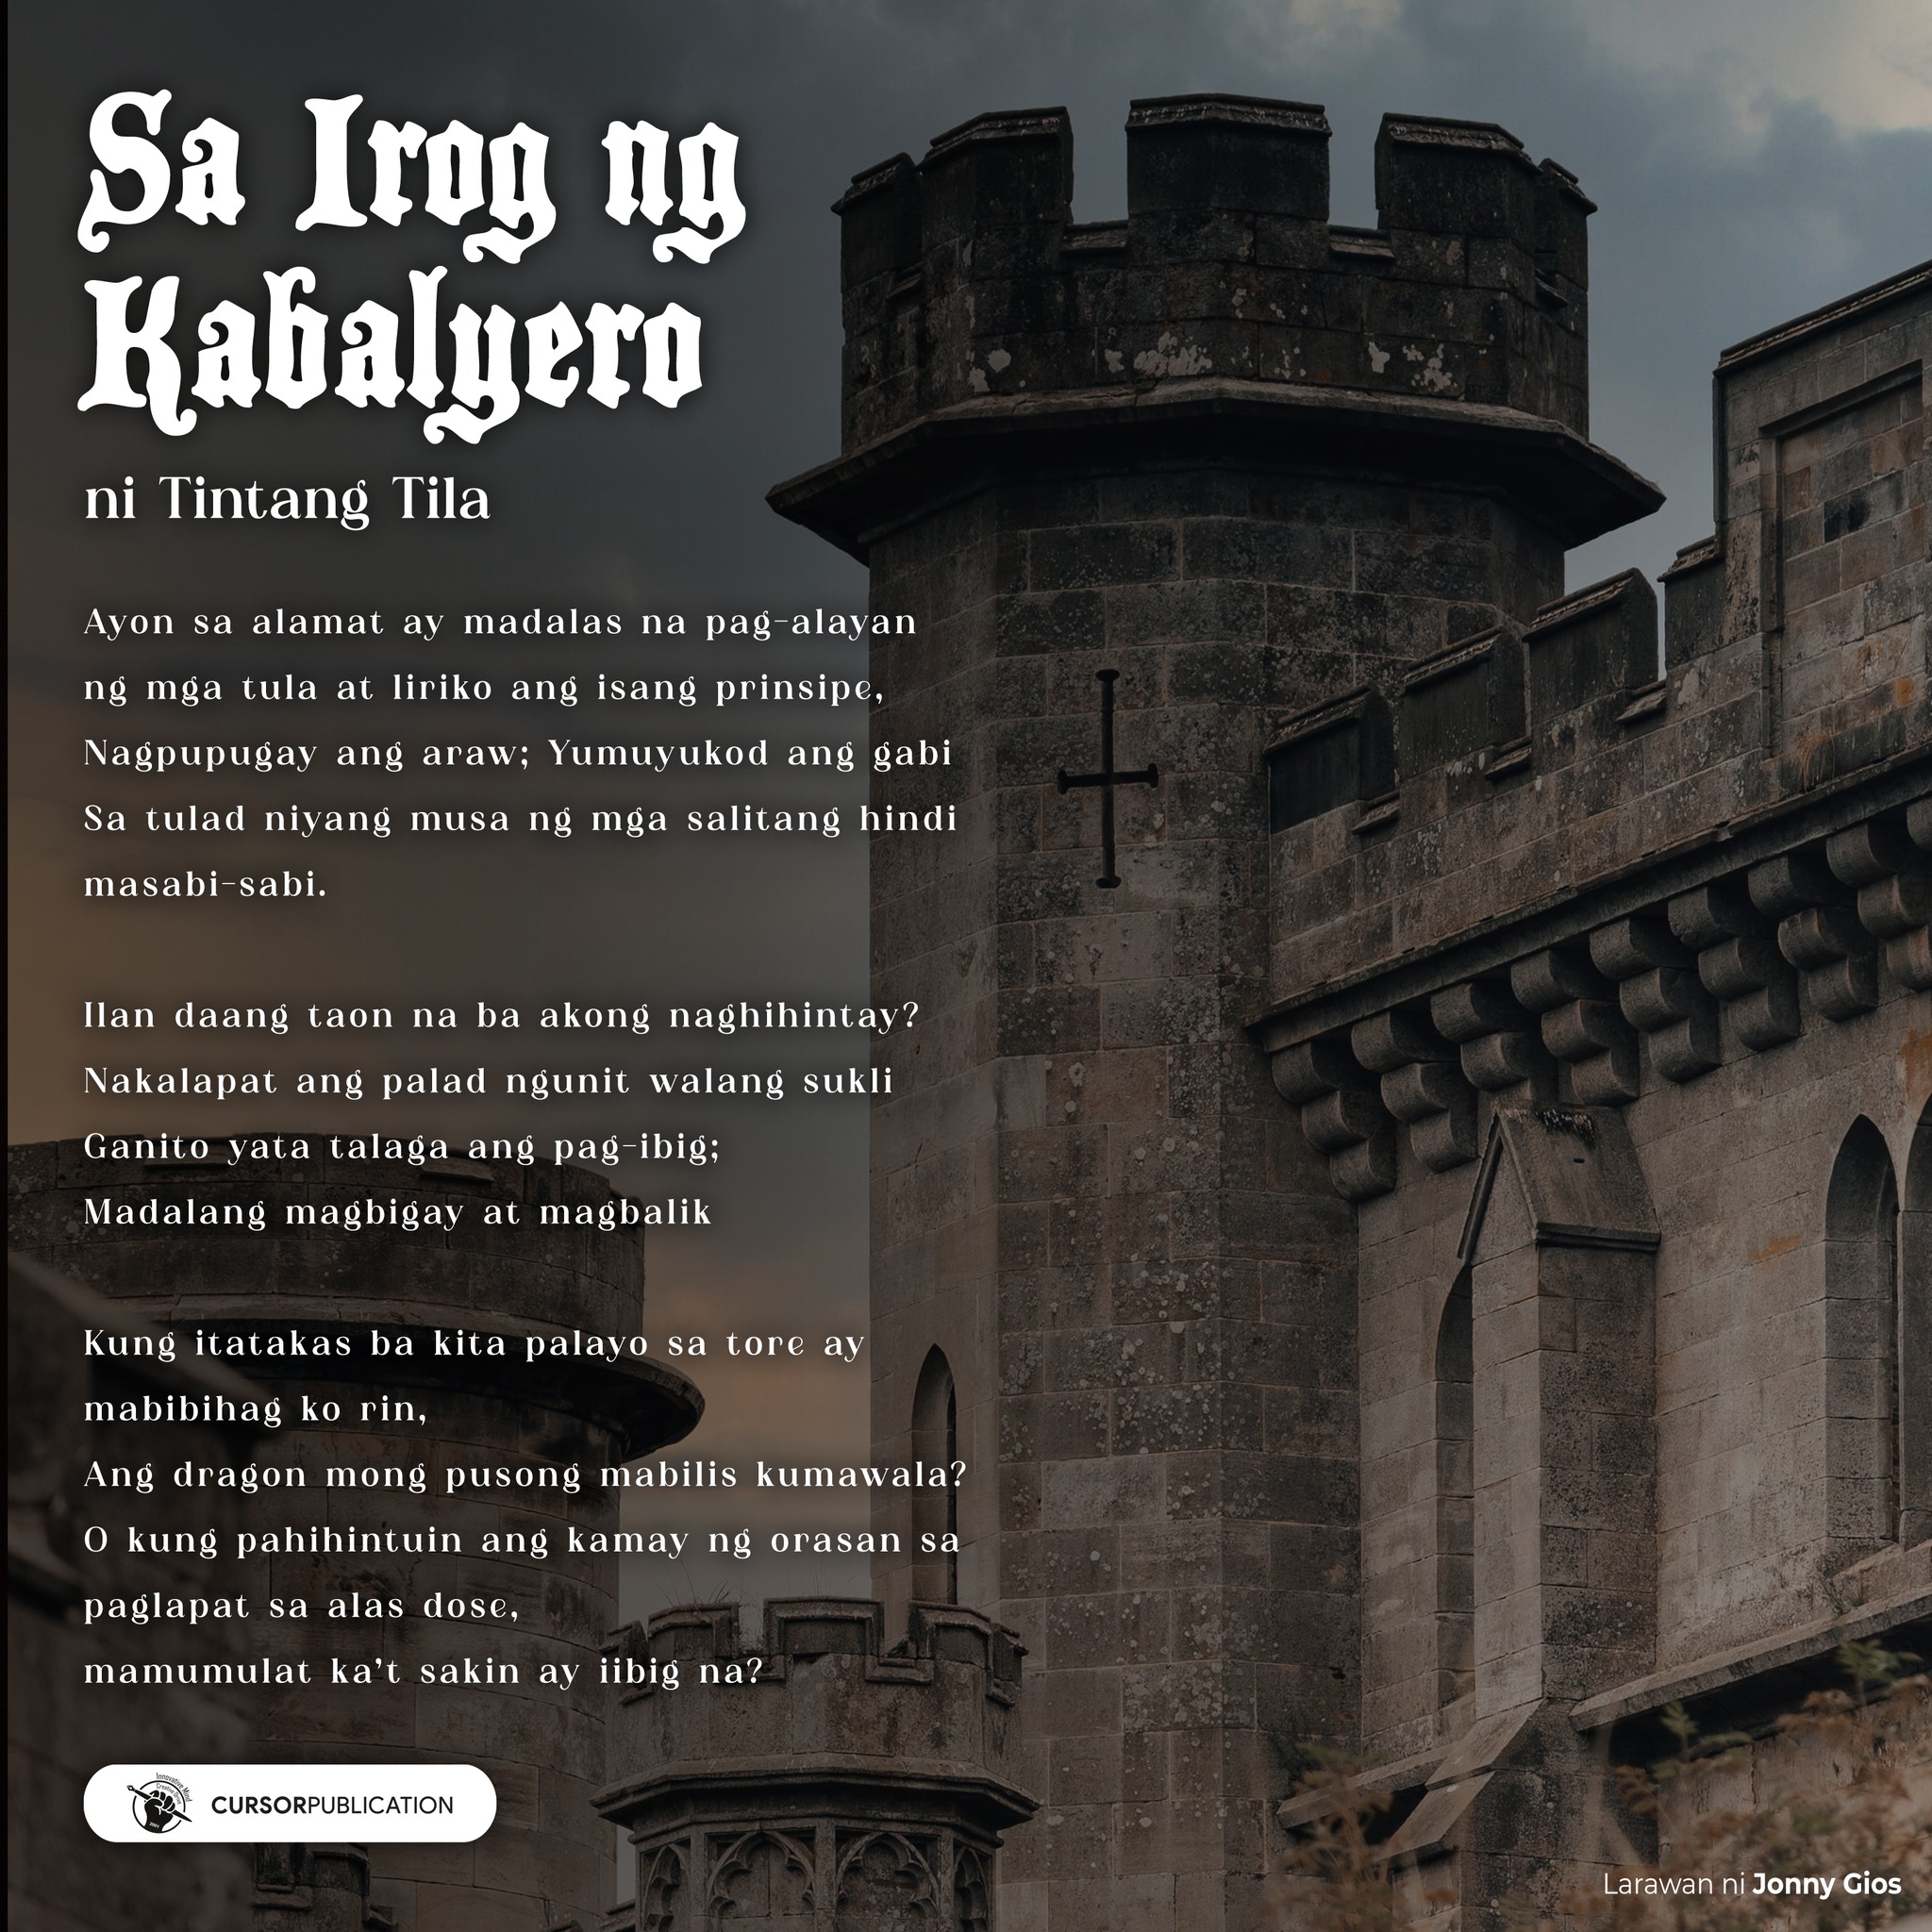 Sa Irog ng
Kabalyero
ni Tintang Tila
Ayon sa alamat ay madalas na pag-alayan
ng mga tula at liriko ang isang prinsipe,
Nagpupugay ang araw; Yumuyukod ang gabi
Sa tulad niyang musa ng mga salitang hindi
masabi-sabi.
Ilan daang taon na ba akong naghihintay?
Nakalapat ang palad ngunit walang sukli
Ganito yata talaga ang pag-ibig;
Madalang magbigay at magbalik
Kung itatakas ba kita palayo sa tore ay
mabibihag ko rin,
Ang dragon mong pusong mabilis kumawala?
O kung pahihintuin ang kamay ng orasan sa
paglapat sa alas dose,
mamumulat ka't sakin ay iibig na?
CURSORPUBLICATION
Larawan ni Jonny Gios